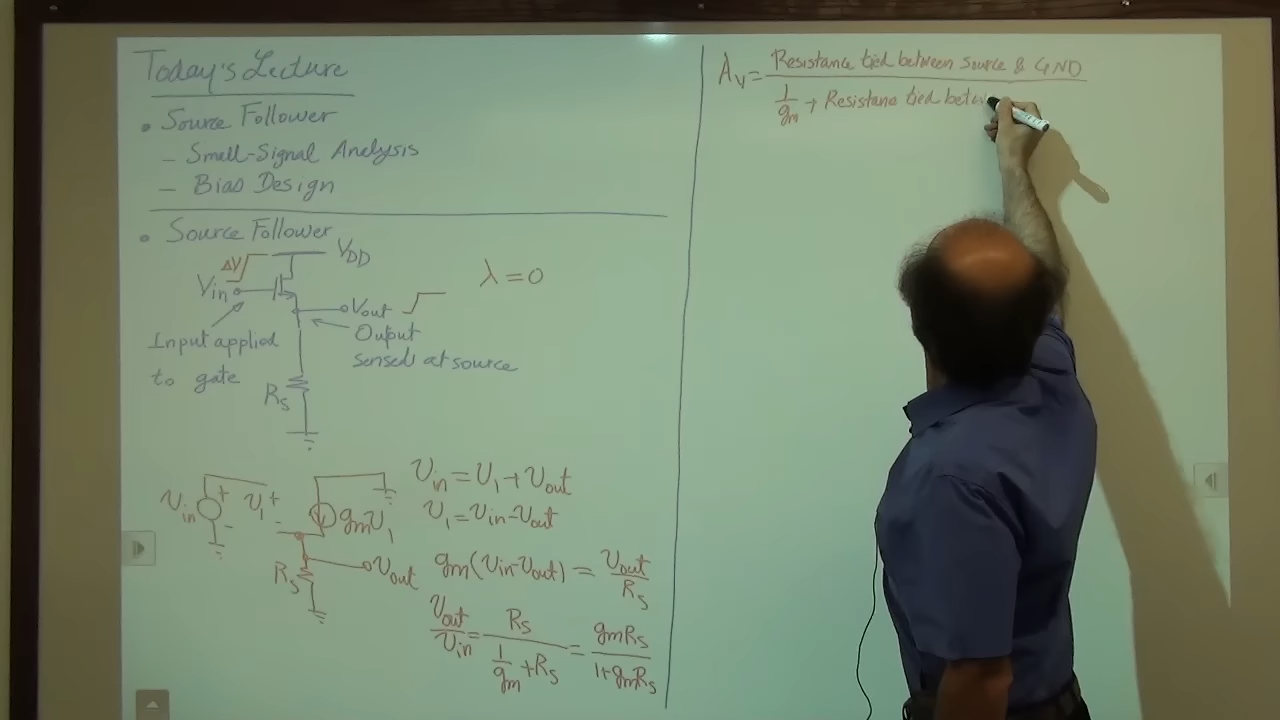 Today's Lecture
• Source Follower
– Small-Signal Analysis
– Bias Design
• Source Follower
VDD
ΔV
Vin
Vout
λ = 0
Input applied
to gate
Output
sensed at source
RS
vin
+
-
v1
+
-
gmv1
vout
RS
vin = v1 + vout
v1 = vin - vout
gm(vin - vout) = vout/RS
vout/vin = RS/(1/gm + RS) = gmRS/(1+gmRS)
Av = Resistance tied between Source & GND
1/gm + Resistane tied betw